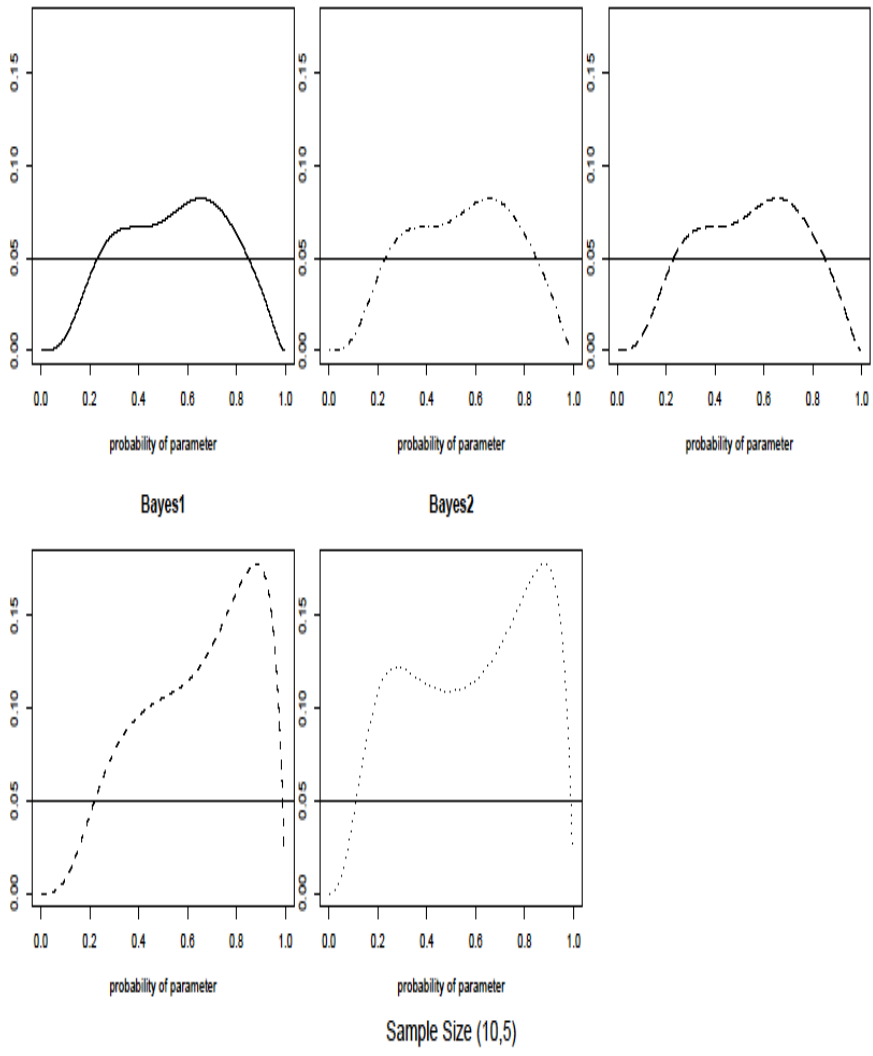 0.15 0.15 0.15
0.10 0.10 0.10
0.05 0.05 0.05
0.00 0.00 0.00
0.0 0.2 0.4 0.6 0.8 1.0 0.0 0.2 0.4 0.6 0.8 1.0 0.0 0.2 0.4 0.6 0.8 1.0
probability of parameter probability of parameter probability of parameter
Bayes1 Bayes2
0.15 0.15
0.10 0.10
0.05 0.05
0.00 0.00
0.0 0.2 0.4 0.6 0.8 1.0 0.0 0.2 0.4 0.6 0.8 1.0
probability of parameter probability of parameter
Sample Size (10,5)